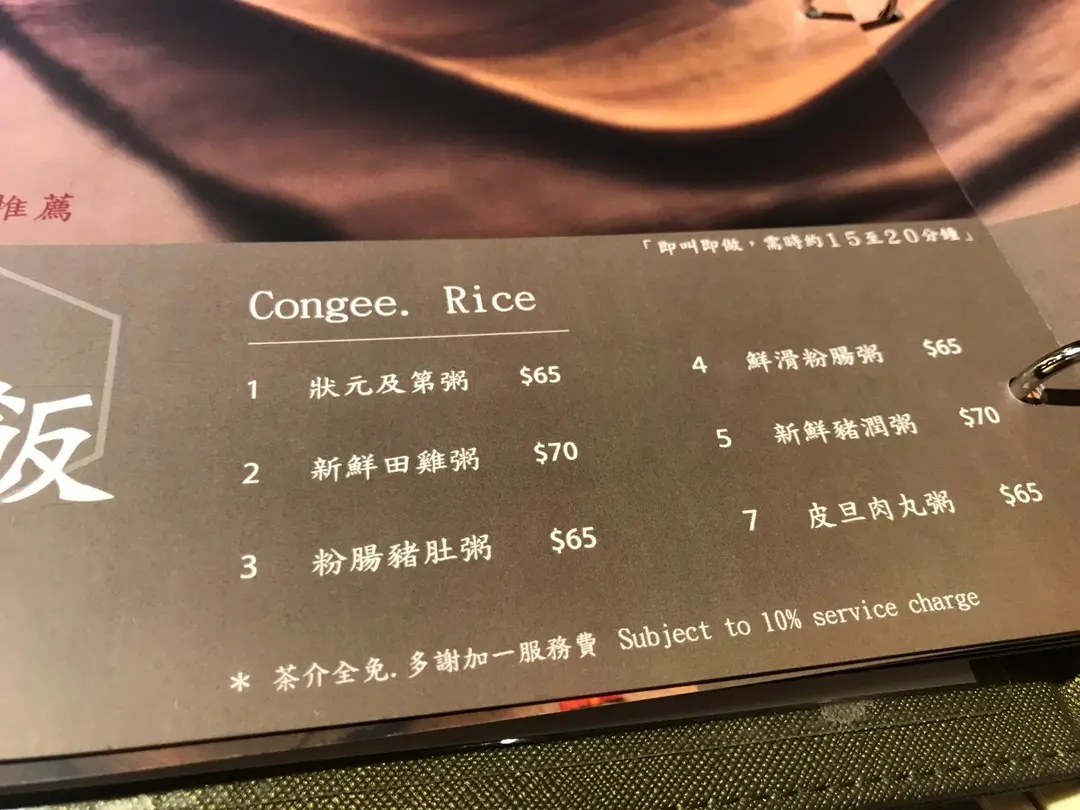 推薦
「即叫即做，需時約15至20分鐘」
飯
Congee. Rice
1 狀元及第粥 $65
2 新鮮田雞粥 $70
3 粉腸豬肚粥 $65
4 鮮滑粉腸粥 $65
5 新鮮豬潤粥 $70
7 皮旦肉丸粥 $65
* 茶介全免.多謝加一服務費 Subject to 10% service charge